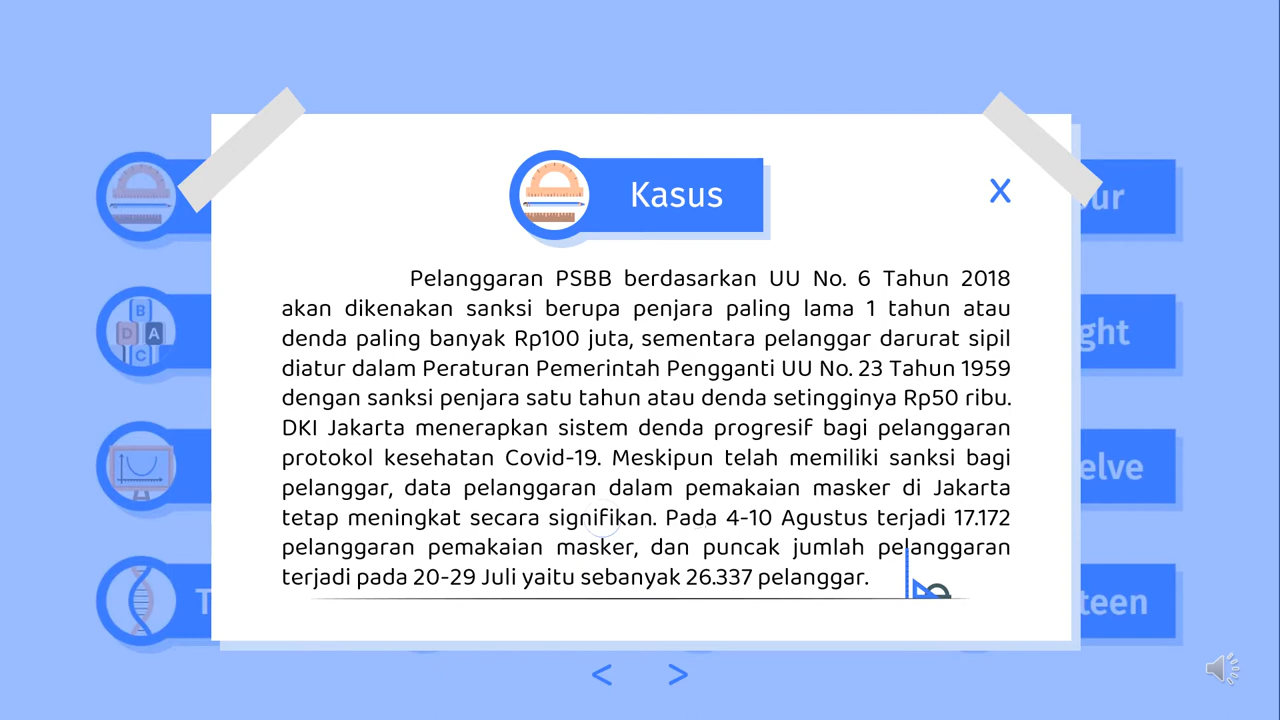 Kasus
X
ur
Pelanggaran PSBB berdasarkan UU No. 6 Tahun 2018
akan dikenakan sanksi berupa penjara paling lama 1 tahun atau
denda paling banyak Rp100 juta, sementara pelanggar darurat sipil
diatur dalam Peraturan Pemerintah Pengganti UU No. 23 Tahun 1959
dengan sanksi penjara satu tahun atau denda setingginya Rp50 ribu.
DKI Jakarta menerapkan sistem denda progresif bagi pelanggaran
protokol kesehatan Covid-19. Meskipun telah memiliki sanksi bagi
pelanggar, data pelanggaran dalam pemakaian masker di Jakarta
tetap meningkat secara signifikan. Pada 4-10 Agustus terjadi 17.172
pelanggaran pemakaian masker, dan puncak jumlah pelanggaran
terjadi pada 20-29 Juli yaitu sebanyak 26.337 pelanggar.
B
D A
C
ght
elve
T
teen
< >